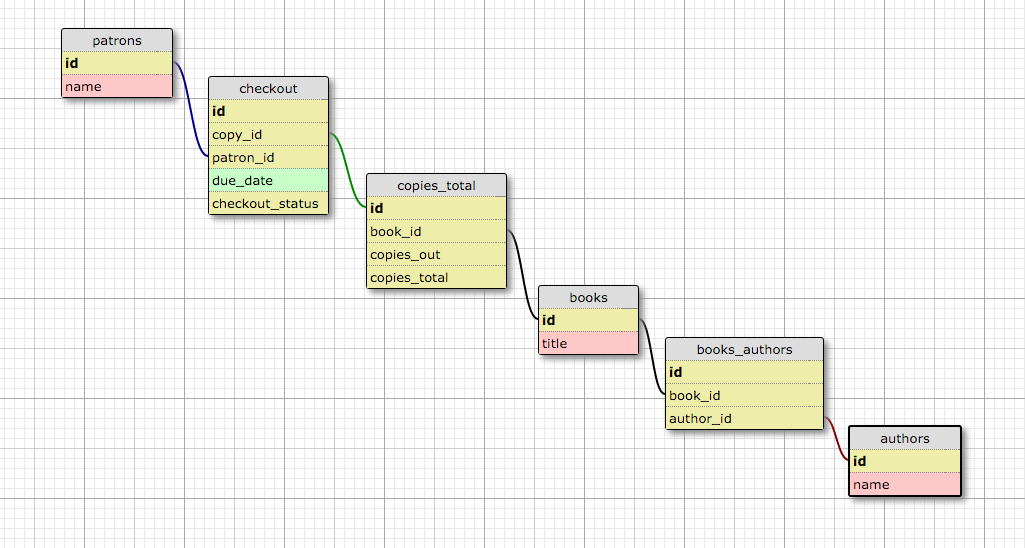 patrons
id
name
checkout
id
copy_id
patron_id
due_date
checkout_status
copies_total
id
book_id
copies_out
copies_total
books
id
title
books_authors
id
book_id
author_id
authors
id
name